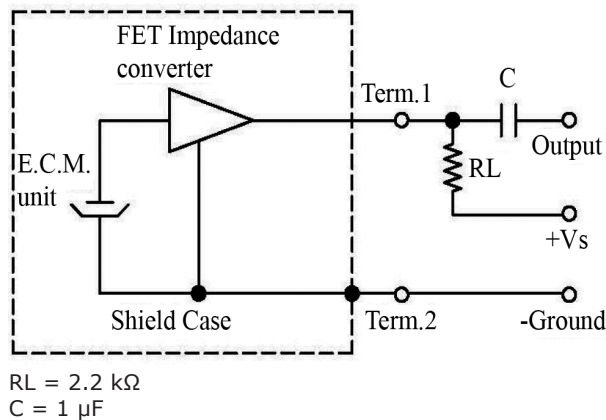 FET Impedance
converter
Term.1
C
Output
E.C.M.
unit
RL
+Vs
Shield Case
Term.2
-Ground
RL = 2.2 kΩ
C = 1 μF